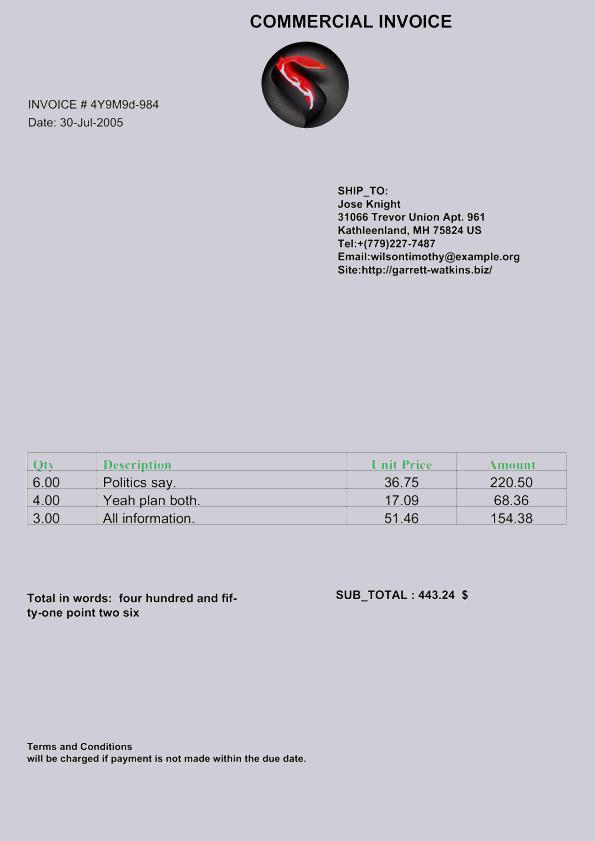 COMMERCIAL INVOICE
INVOICE # 4Y9M9d-984
Date: 30-Jul-2005
SHIP_TO:
Jose Knight
31066 Trevor Union Apt. 961
Kathleenland, MH 75824 US
Tel:+(779)227-7487
Email:wilsontimothy@example.org
Site:http://garrett-watkins.biz/
Qty Description Unit Price Amount
6.00 Politics say. 36.75 220.50
4.00 Yeah plan both. 17.09 68.36
3.00 All information. 51.46 154.38
Total in words:  four hundred and fif-
ty-one point two six
SUB_TOTAL : 443.24  $
Terms and Conditions
will be charged if payment is not made within the due date.